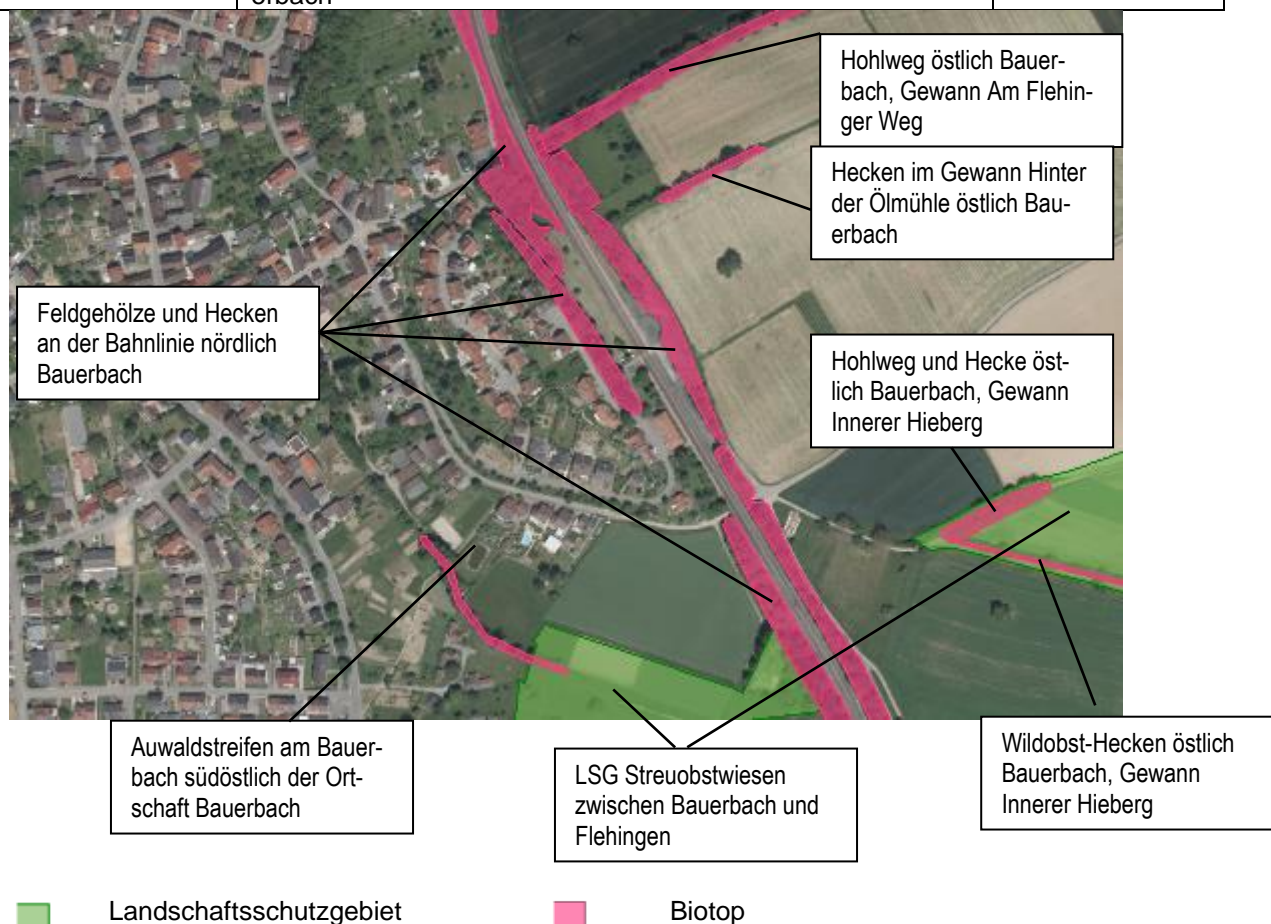 erbach
Hohlweg östlich Bauer-
bach, Gewann Am Flehin-
ger Weg
Hecken im Gewann Hinter
der Ölmühle östlich Bau-
erbach
Feldgehölze und Hecken
an der Bahnlinie nördlich
Bauerbach
Hohlweg und Hecke öst-
lich Bauerbach, Gewann
Innerer Hieberg
Auwaldstreifen am Bauer-
bach südöstlich der Ort-
schaft Bauerbach
LSG Streuobstwiesen
zwischen Bauerbach und
Flehingen
Wildobst-Hecken östlich
Bauerbach, Gewann
Innerer Hieberg
Landschaftsschutzgebiet
Biotop